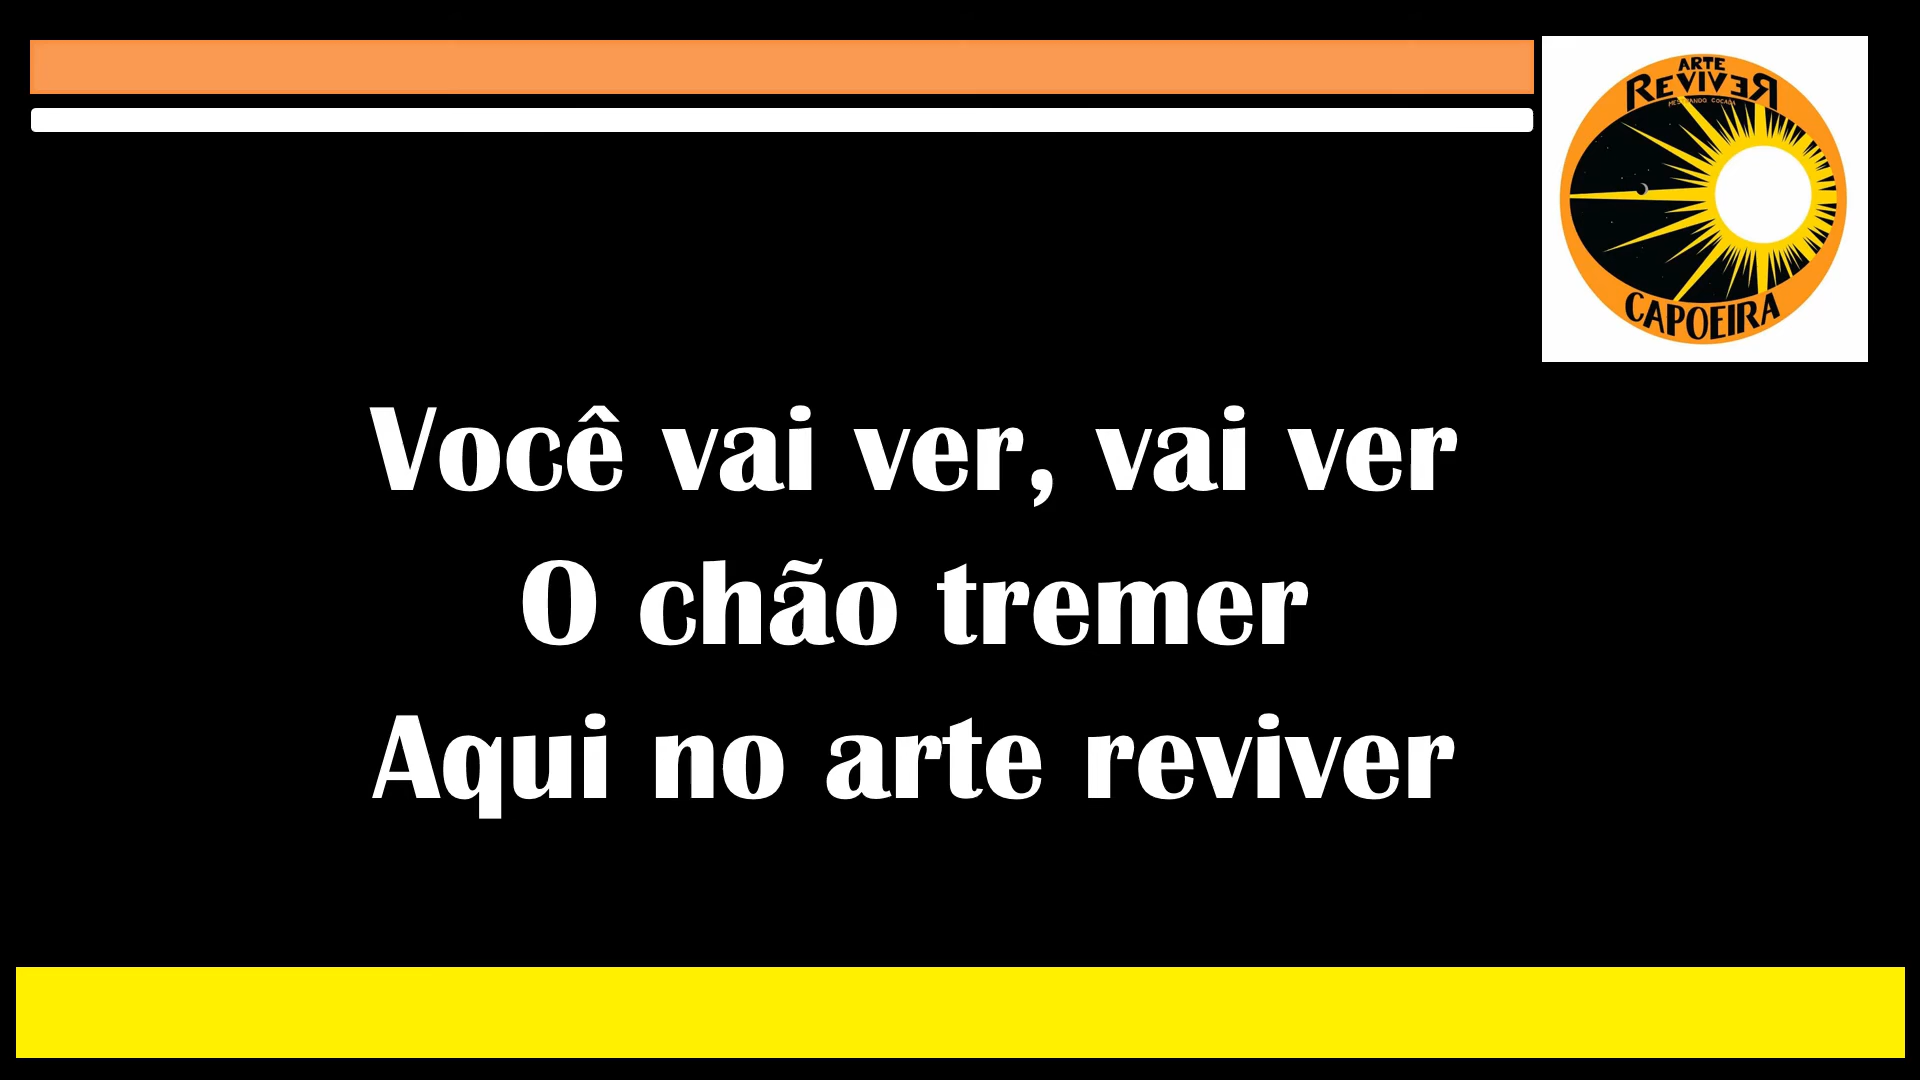 ARTE
REVIVER
Você vai ver, vai ver
O chão tremer
Aqui no arte reviver
CAPOEIRA